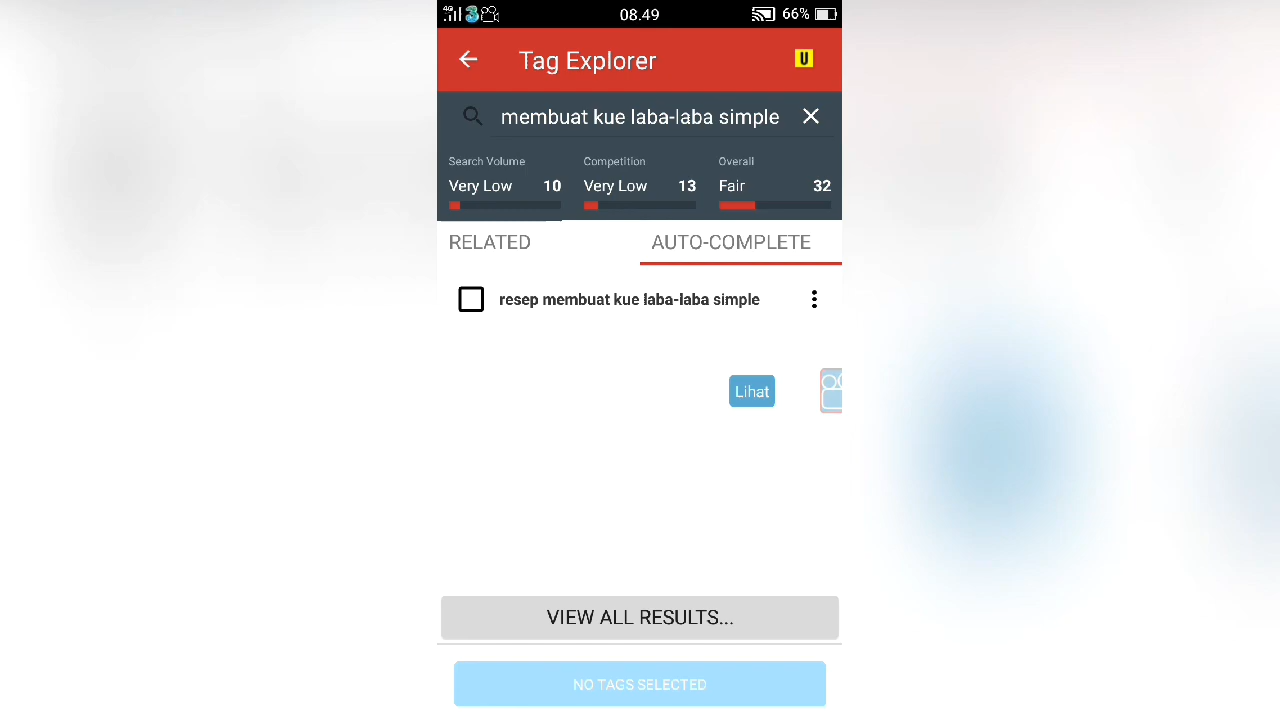 4G 3 08.49 66%
Tag Explorer U
membuat kue laba-laba simple
Search Volume Competition Overall
Very Low 10 Very Low 13 Fair 32
RELATED AUTO-COMPLETE
resep membuat kue laba-laba simple
Lihat
VIEW ALL RESULTS...
NO TAGS SELECTED